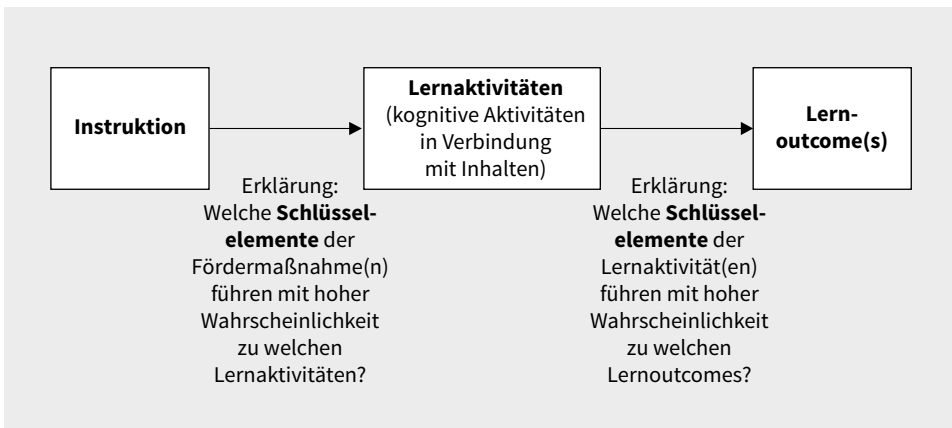 Instruktion
Lernaktivitäten
(kognitive Aktivitäten
in Verbindung
mit Inhalten)
Lern-
outcome(s)
Erklärung:
Welche Schlüssel-
elemente der
Fördermaßnahme(n)
führen mit hoher
Wahrscheinlichkeit
zu welchen
Lernaktivitäten?
Erklärung:
Welche Schlüssel-
elemente der
Lernaktivität(en)
führen mit hoher
Wahrscheinlichkeit
zu welchen
Lernoutcomes?